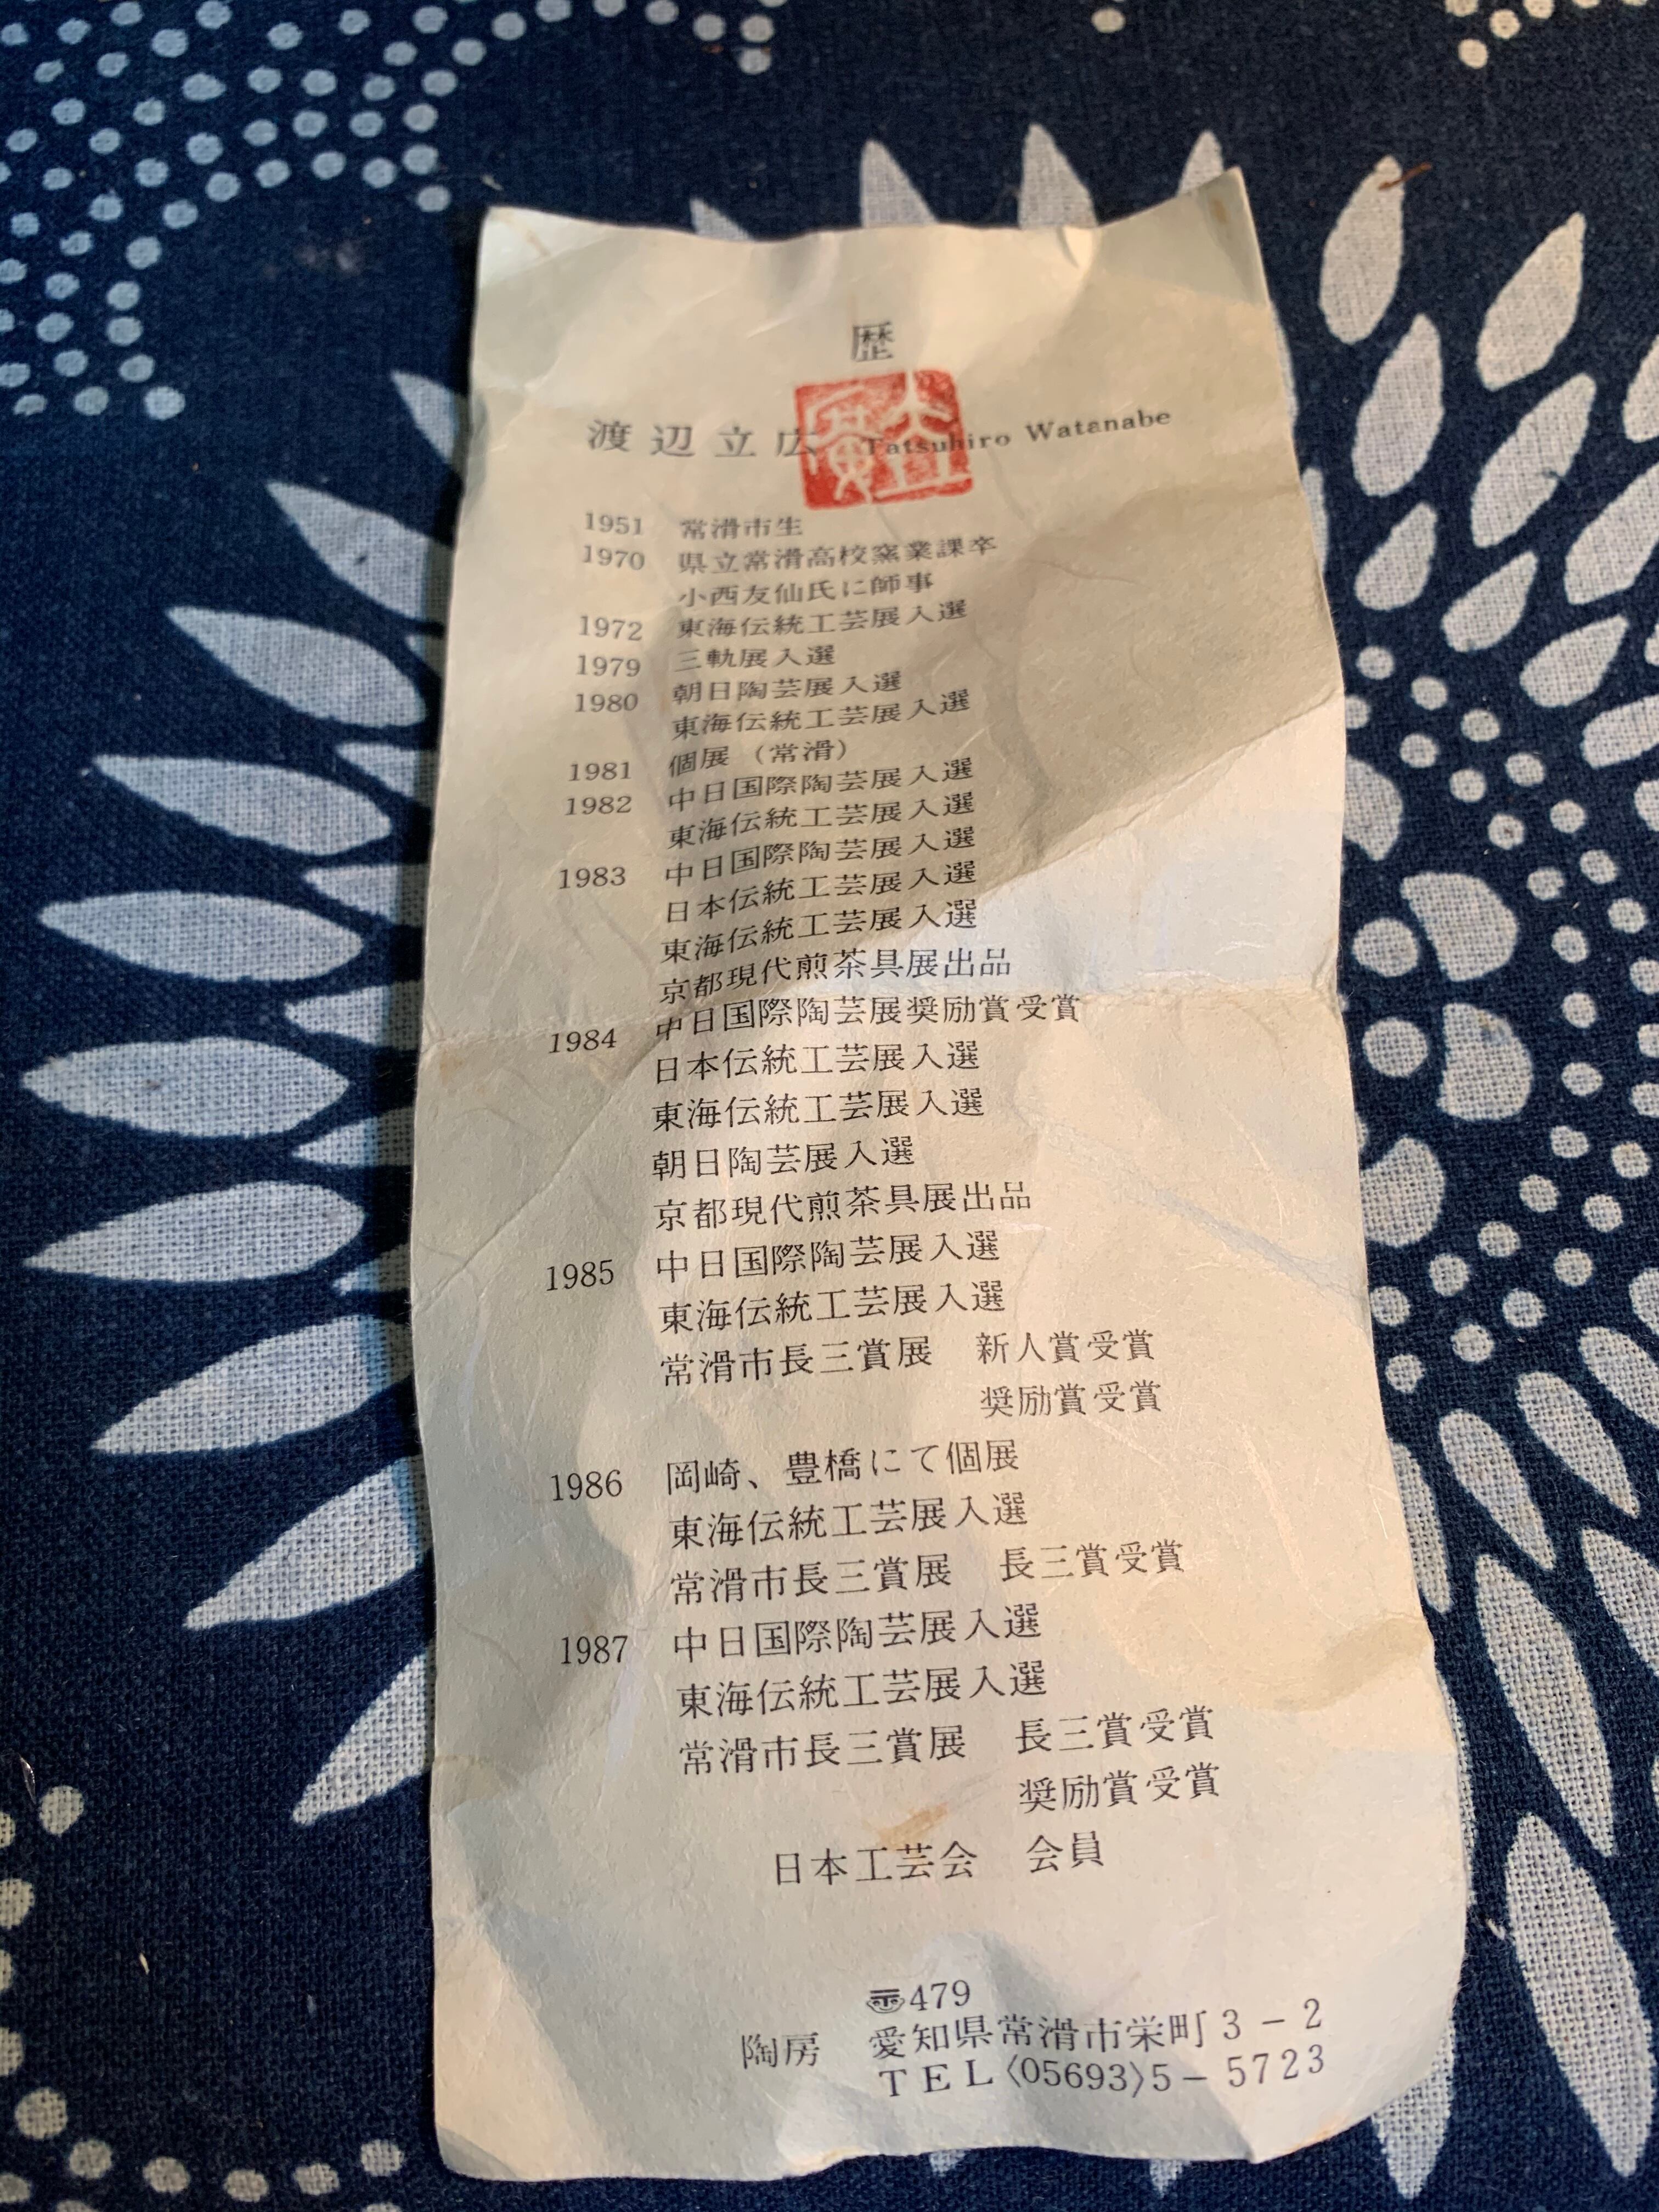 歴
渡辺立広 Tatsuhiro Watanabe
立廣
1951 常滑市生
1970 県立常滑高校窯業課卒
小西友仙氏に師事
1972 東海伝統工芸展入選
1979 三軌展入選
1980 朝日陶芸展入選
東海伝統工芸展入選
1981 個展（常滑）
1982 中日国際陶芸展入選
東海伝統工芸展入選
1983 中日国際陶芸展入選
日本伝統工芸展入選
東海伝統工芸展入選
京都現代煎茶具展出品
1984 中日国際陶芸展奨励賞受賞
日本伝統工芸展入選
東海伝統工芸展入選
朝日陶芸展入選
京都現代煎茶具展出品
1985 中日国際陶芸展入選
東海伝統工芸展入選
常滑市長三賞展 新人賞受賞
奨励賞受賞
1986 岡崎、豊橋にて個展
東海伝統工芸展入選
常滑市長三賞展 長三賞受賞
1987 中日国際陶芸展入選
東海伝統工芸展入選
常滑市長三賞展 長三賞受賞
奨励賞受賞
日本工芸会 会員
〠479
陶房 愛知県常滑市栄町3－2
TEL〈05693〉5－5723